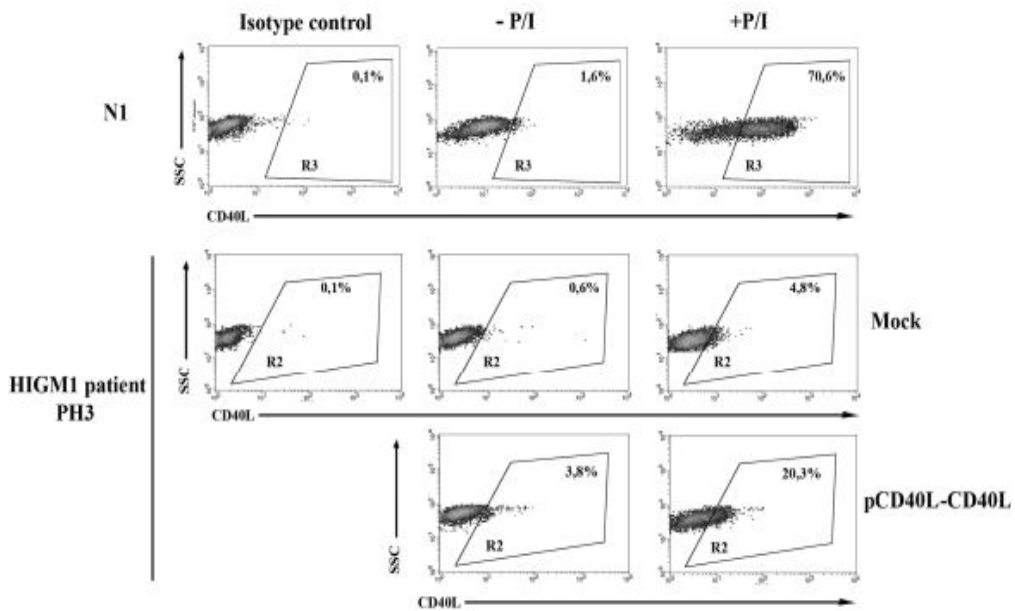 Isotype control
- P/I
+P/I
N1
SSC
0,1%
R3
1,6%
R3
70,6%
R3
CD40L
HIGM1 patient
PH3
SSC
0,1%
R2
0,6%
R2
4,8%
R2
Mock
CD40L
SSC
3,8%
R2
20,3%
R2
pCD40L-CD40L
CD40L